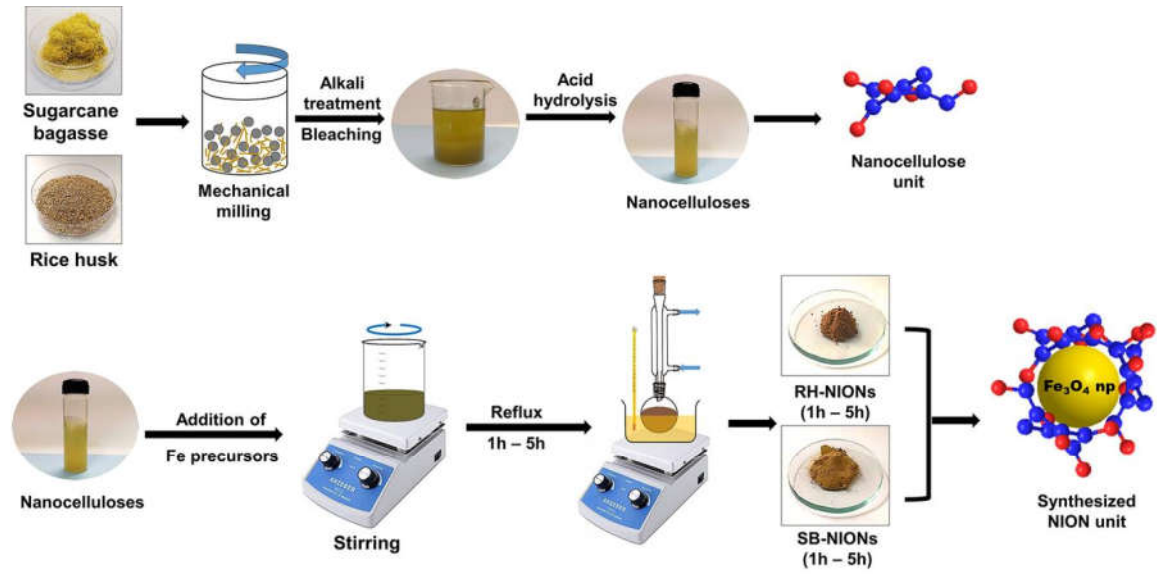 Sugarcane
bagasse
Rice husk
Mechanical
milling
Alkali
treatment
Bleaching
Acid
hydrolysis
Nanocelluloses
Nanocellulose
unit
Nanocelluloses
Addition of
Fe precursors
Stirring
Reflux
1h – 5h
RH-NIONs
(1h – 5h)
SB-NIONs
(1h – 5h)
Fe₃O₄ np
Synthesized
NION unit